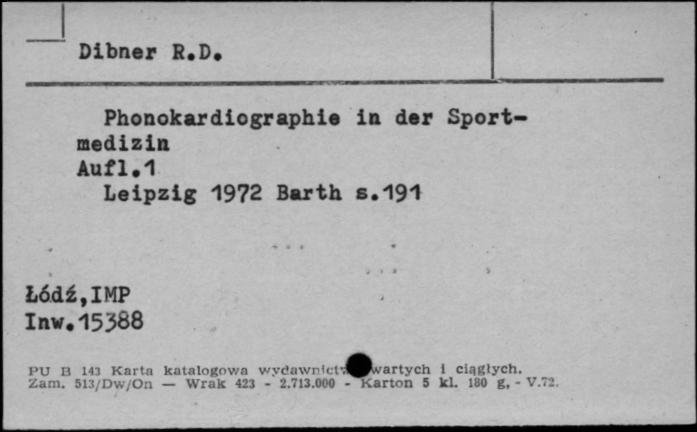 Dibner R.D.
Phonokardiographie in der Sport-
medizin
Aufl.1
Leipzig 1972 Barth s.191
Łódź,IMP
Inw.15388
PU B 143 Karta katalogowa wydawnictw wartych i ciągłych.
Zam. 513/Dw/On — Wrak 423 - 2.713.000 - Karton 5 kl. 180 g, - V.72.